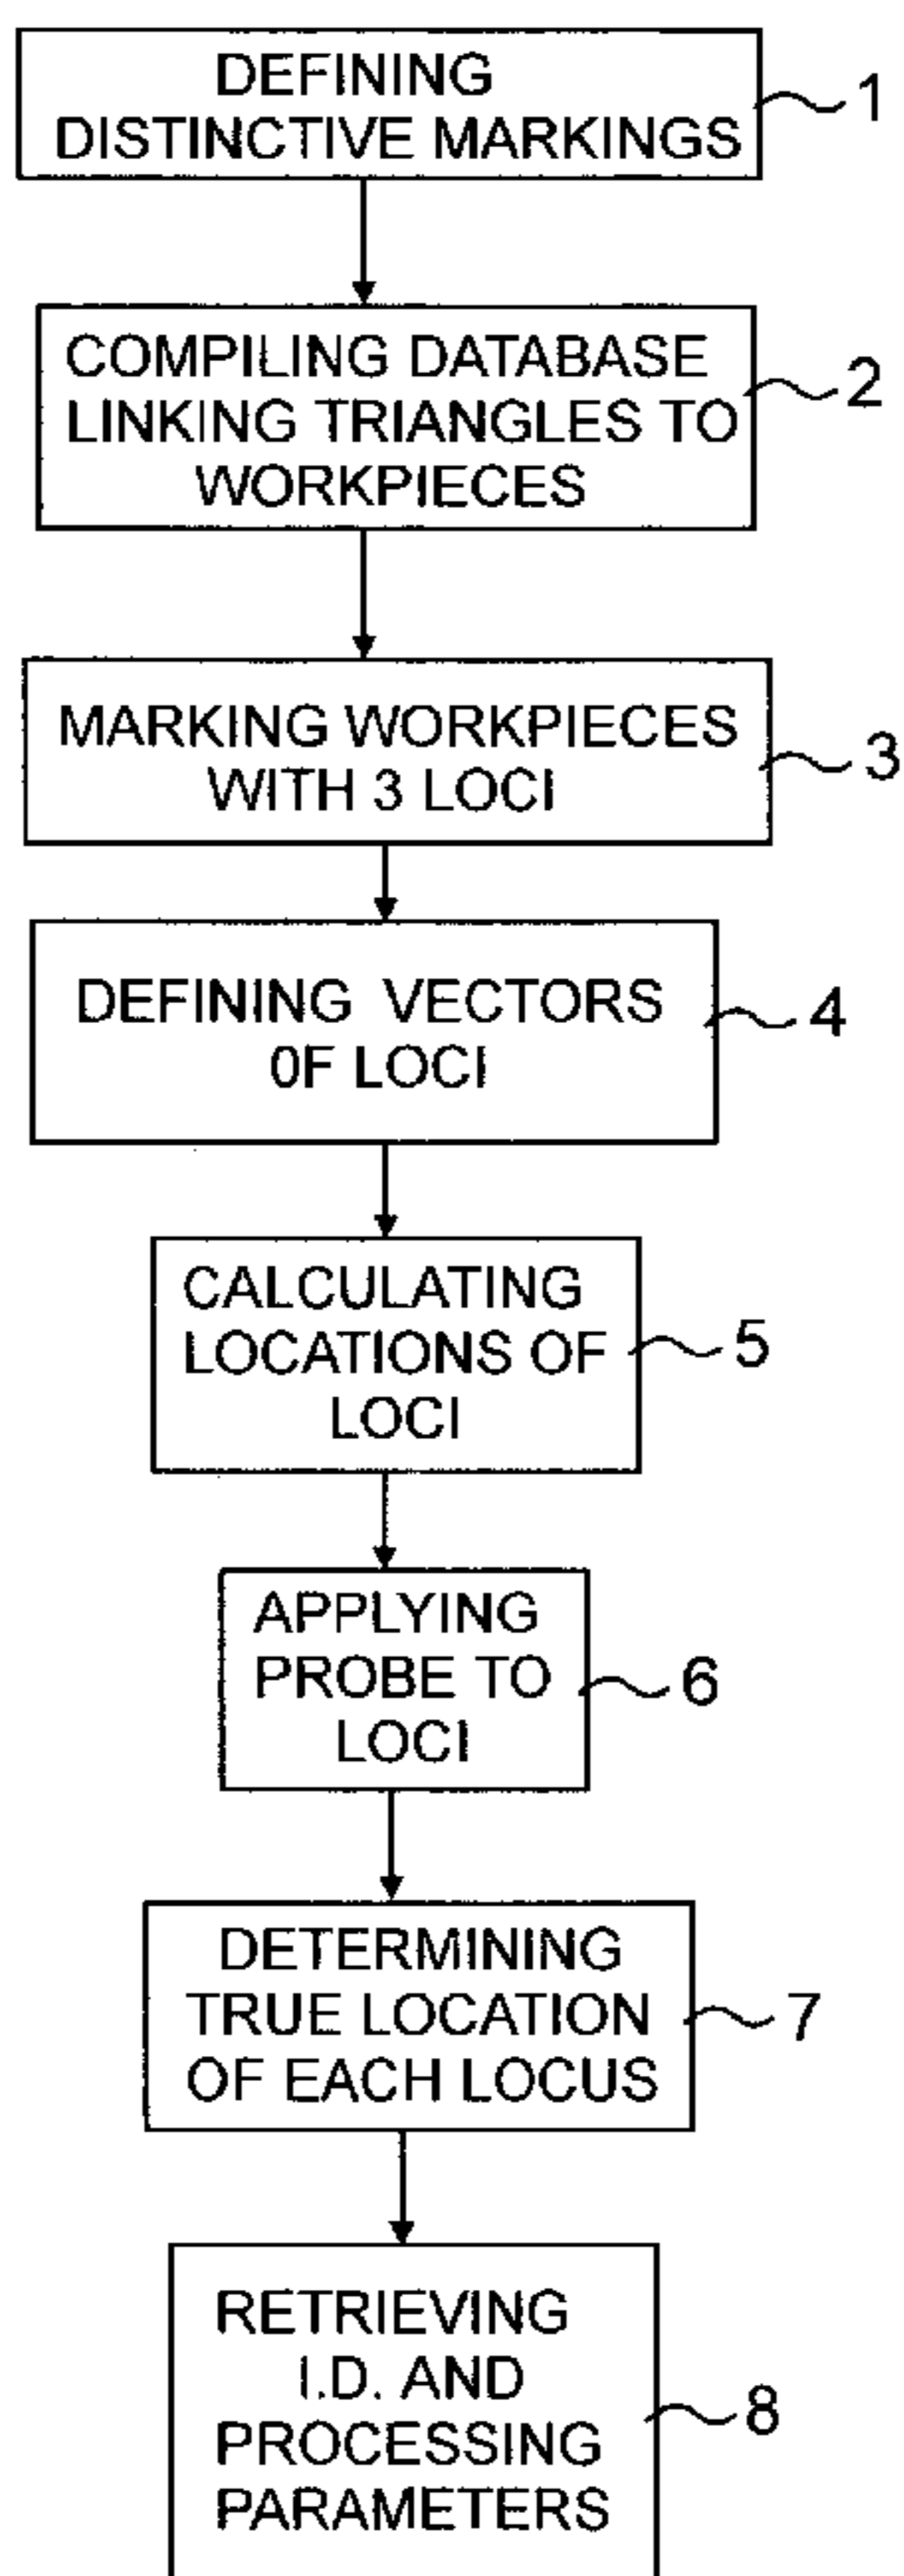 DEFINING
DISTINCTIVE MARKINGS
1
COMPILING DATABASE
LINKING TRIANGLES TO
WORKPIECES
2
MARKING WORKPIECES
WITH 3 LOCI
3
DEFINING VECTORS
0F LOCI
4
CALCULATING
LOCATIONS OF
LOCI
5
APPLYING
PROBE TO
LOCI
6
DETERMINING
TRUE LOCATION
OF EACH LOCUS
7
RETRIEVING
I.D. AND
PROCESSING
PARAMETERS
8